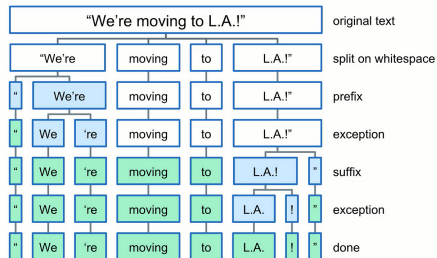 “We’re moving to L.A.!” original text
“We’re moving to L.A.!” split on whitespace
“ We’re moving to L.A.!” prefix
“ We ’re moving to L.A.!” exception
“ We ’re moving to L.A.! ” suffix
“ We ’re moving to L.A. ! ” exception
“ We ’re moving to L.A. ! ” done